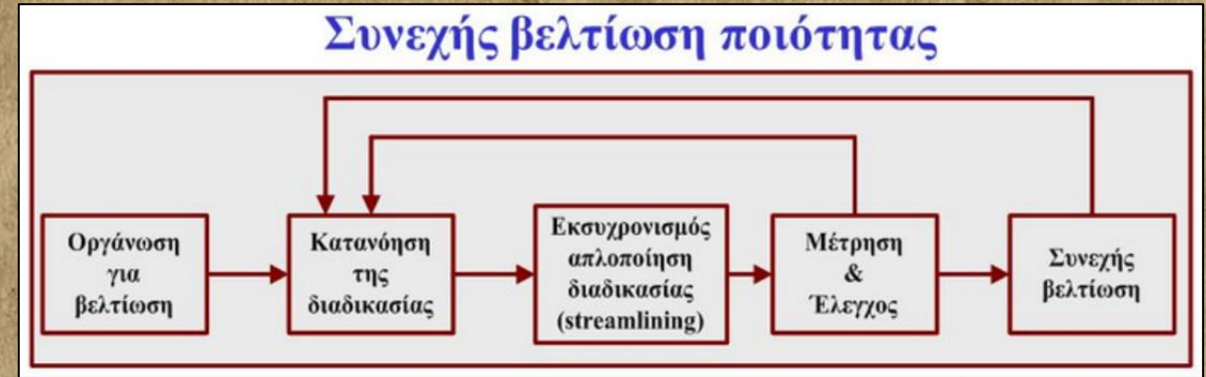 Συνεχής βελτίωση ποιότητας
Οργάνωση
για
βελτίωση
Κατανόηση
της
διαδικασίας
Εκσυχρονισμός
απλοποίηση
διαδικασίας
(streamlining)
Μέτρηση
&
Έλεγχος
Συνεχής
βελτίωση